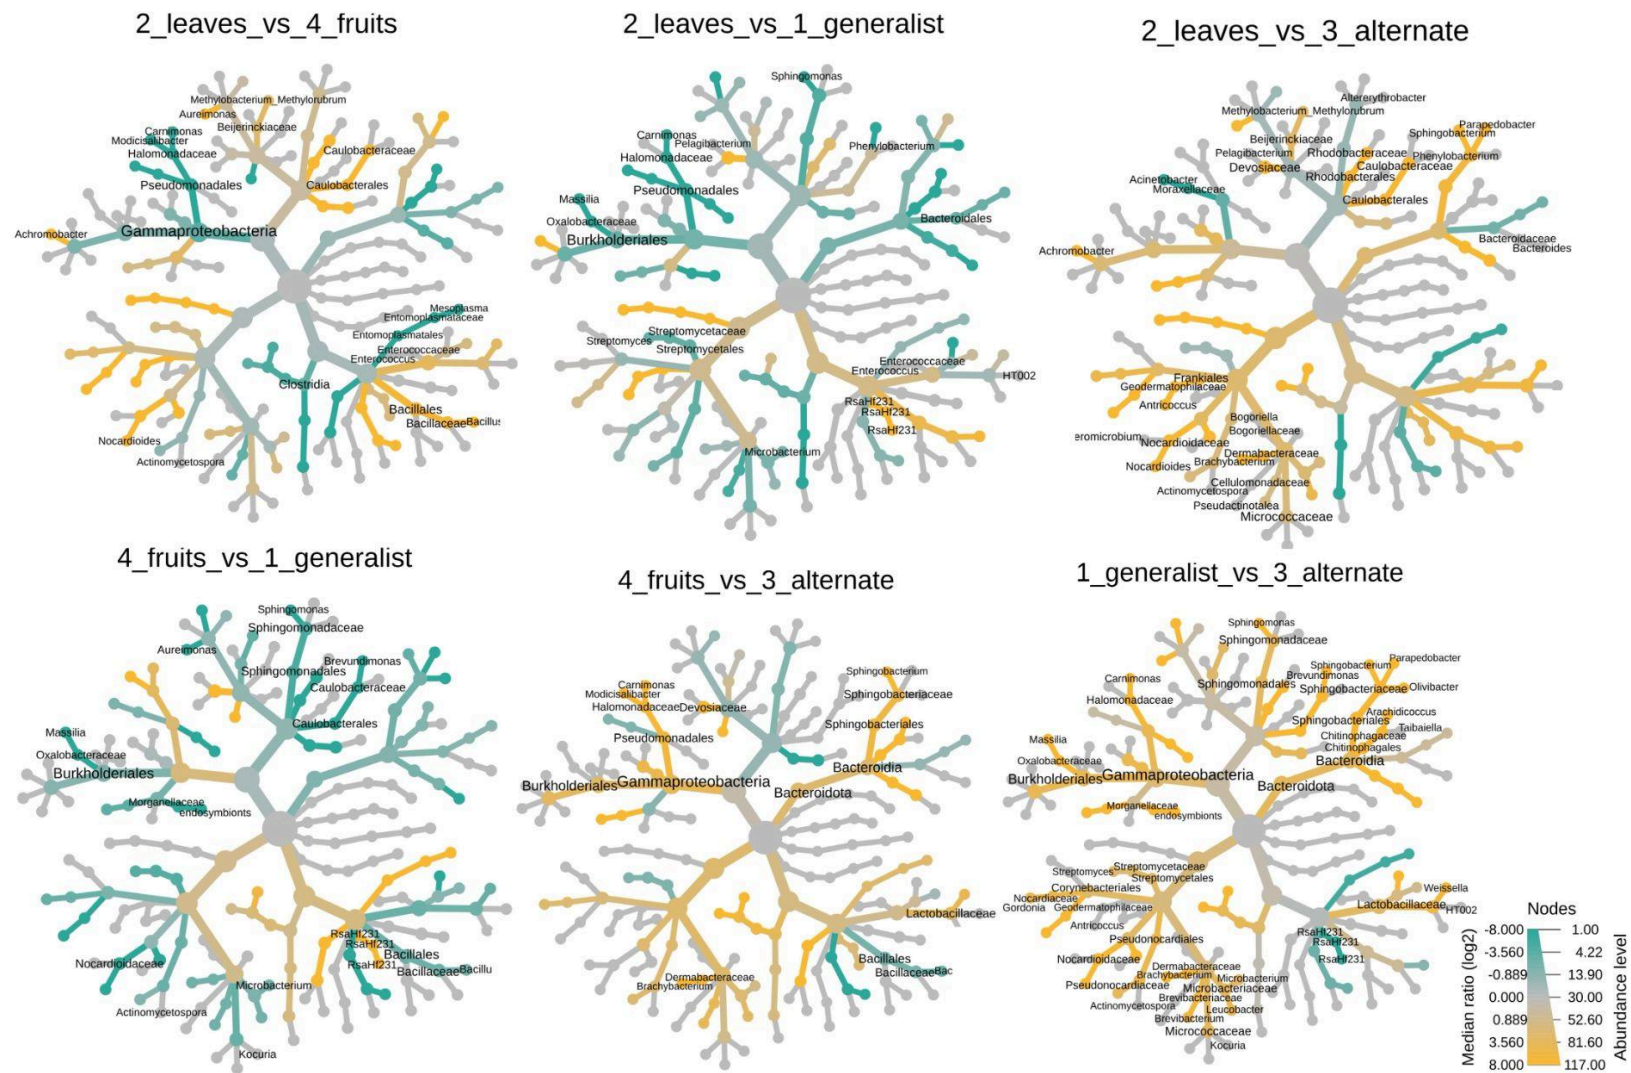 2_leaves_vs_4_fruits
Methylobacterium_Methylorubrum
Aureimonas
Beijerinckiaceae
Carnimonas
Modicisalibacter
Halomonadaceae
Caulobacteraceae
Pseudomonadales
Caulobacterales
Achromobacter
Gammaproteobacteria
Mesoplasma
Entomoplasmataceae
Entomoplasmatales
Enterococcaceae
Enterococcus
Clostridia
Bacillales
Bacillaceae
Bacillus
Nocardioides
Actinomycetospora
2_leaves_vs_1_generalist
Sphingomonas
Carnimonas
Pelagibacterium
Phenylobacterium
Halomonadaceae
Pseudomonadales
Massilia
Oxalobacteraceae
Bacteroidales
Burkholderiales
Streptomycetaceae
Streptomyces
Streptomycetales
Enterococcaceae
Enterococcus
HT002
RsaHf231
RsaHf231
RsaHf231
Microbacterium
2_leaves_vs_3_alternate
Altererythrobacter
Methylobacterium_Methylorubrum
Parapedobacter
Sphingobacterium
Beijerinckiaceae
Pelagibacterium
Rhodobacteraceae
Phenylobacterium
Devosiaceae
Caulobacteraceae
Rhodobacterales
Acinetobacter
Moraxellaceae
Caulobacterales
Achromobacter
Bacteroidaceae
Bacteroides
Frankiales
Geodermatophilaceae
Antricoccus
Bogoriella
Bogoriellaceae
eromicrobium
Nocardioidaceae
Dermabacteraceae
Nocardioides
Brachybacterium
Cellulomonadaceae
Actinomycetospora
Pseudactinotalea
Micrococcaceae
4_fruits_vs_1_generalist
Sphingomonas
Sphingomonadaceae
Aureimonas
Brevundimonas
Sphingomonadales
Caulobacteraceae
Caulobacterales
Massilia
Oxalobacteraceae
Burkholderiales
Morganellaceae
endosymbionts
RsaHf231
RsaHf231
Bacillales
RsaHf231
Bacillaceae
Bacillu
Nocardioidaceae
Microbacterium
Actinomycetospora
Kocuria
4_fruits_vs_3_alternate
Sphingobacterium
Carnimonas
Modicisalibacter
Sphingobacteriaceae
Halomonadaceae
Devosiaceae
Sphingobacteriales
Pseudomonadales
Bacteroidia
Burkholderiales
Gammaproteobacteria
Bacteroidota
Lactobacillaceae
Bacillales
Bacillaceae
Bac
Dermabacteraceae
Brachybacterium
1_generalist_vs_3_alternate
Sphingomonas
Sphingomonadaceae
Parapedobacter
Sphingobacterium
Brevundimonas
Carnimonas
Sphingomonadales
Sphingobacteriaceae
Olivibacter
Halomonadaceae
Arachidicoccus
Sphingobacteriales
Taibaiella
Massilia
Chitinophagaceae
Chitinophagales
Oxalobacteraceae
Bacteroidia
Burkholderiales
Gammaproteobacteria
Bacteroidota
Morganellaceae
endosymbionts
Streptomycetaceae
Streptomyces
Streptomycetales
Corynebacteriales
Weissella
Nocardiaceae
Lactobacillaceae
Gordonia
Geodermatophilaceae
HT002
Antricoccus
RsaHf231
RsaHf231
Pseudonocardiales
Nocardioidaceae
RsaHf231
Dermabacteraceae
Brachybacterium
Microbacterium
Pseudonocardiaceae
Microbacteriaceae
Brevibacteriaceae
Actinomycetospora
Leucobacter
Brevibacterium
Micrococcaceae
Kocuria
Nodes
Median ratio (log2)
Abundance level
-8.000 1.00
-3.560 4.22
-0.889 13.90
0.000 30.00
0.889 52.60
3.560 81.60
8.000 117.00